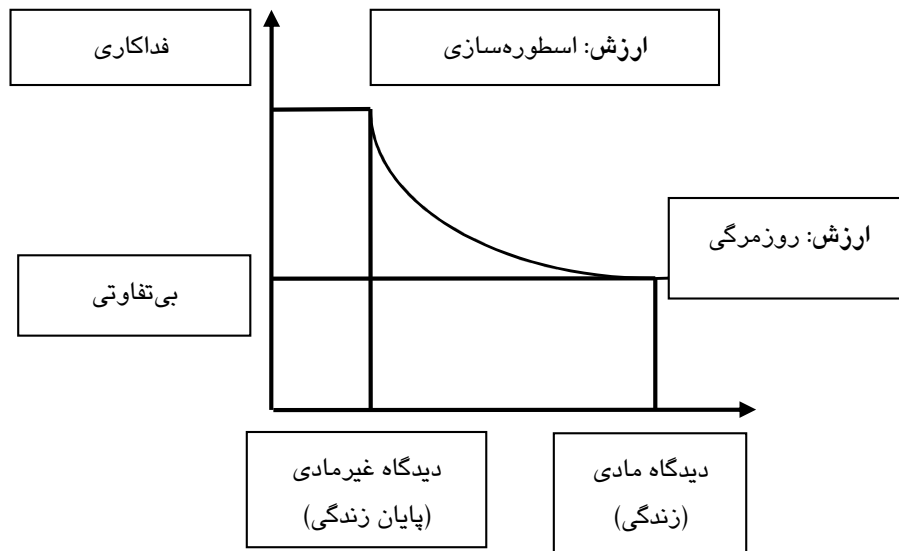 فداکاری
ارزش: اسطوره‌سازی
ارزش: روزمرگی
بی‌تفاوتی
دیدگاه غیرمادی
(پایان زندگی)
دیدگاه مادی
(زندگی)